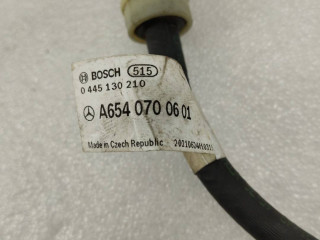 BOSCH 515
0 445 130 210
A654 070 06 01
Made in Czech Republic